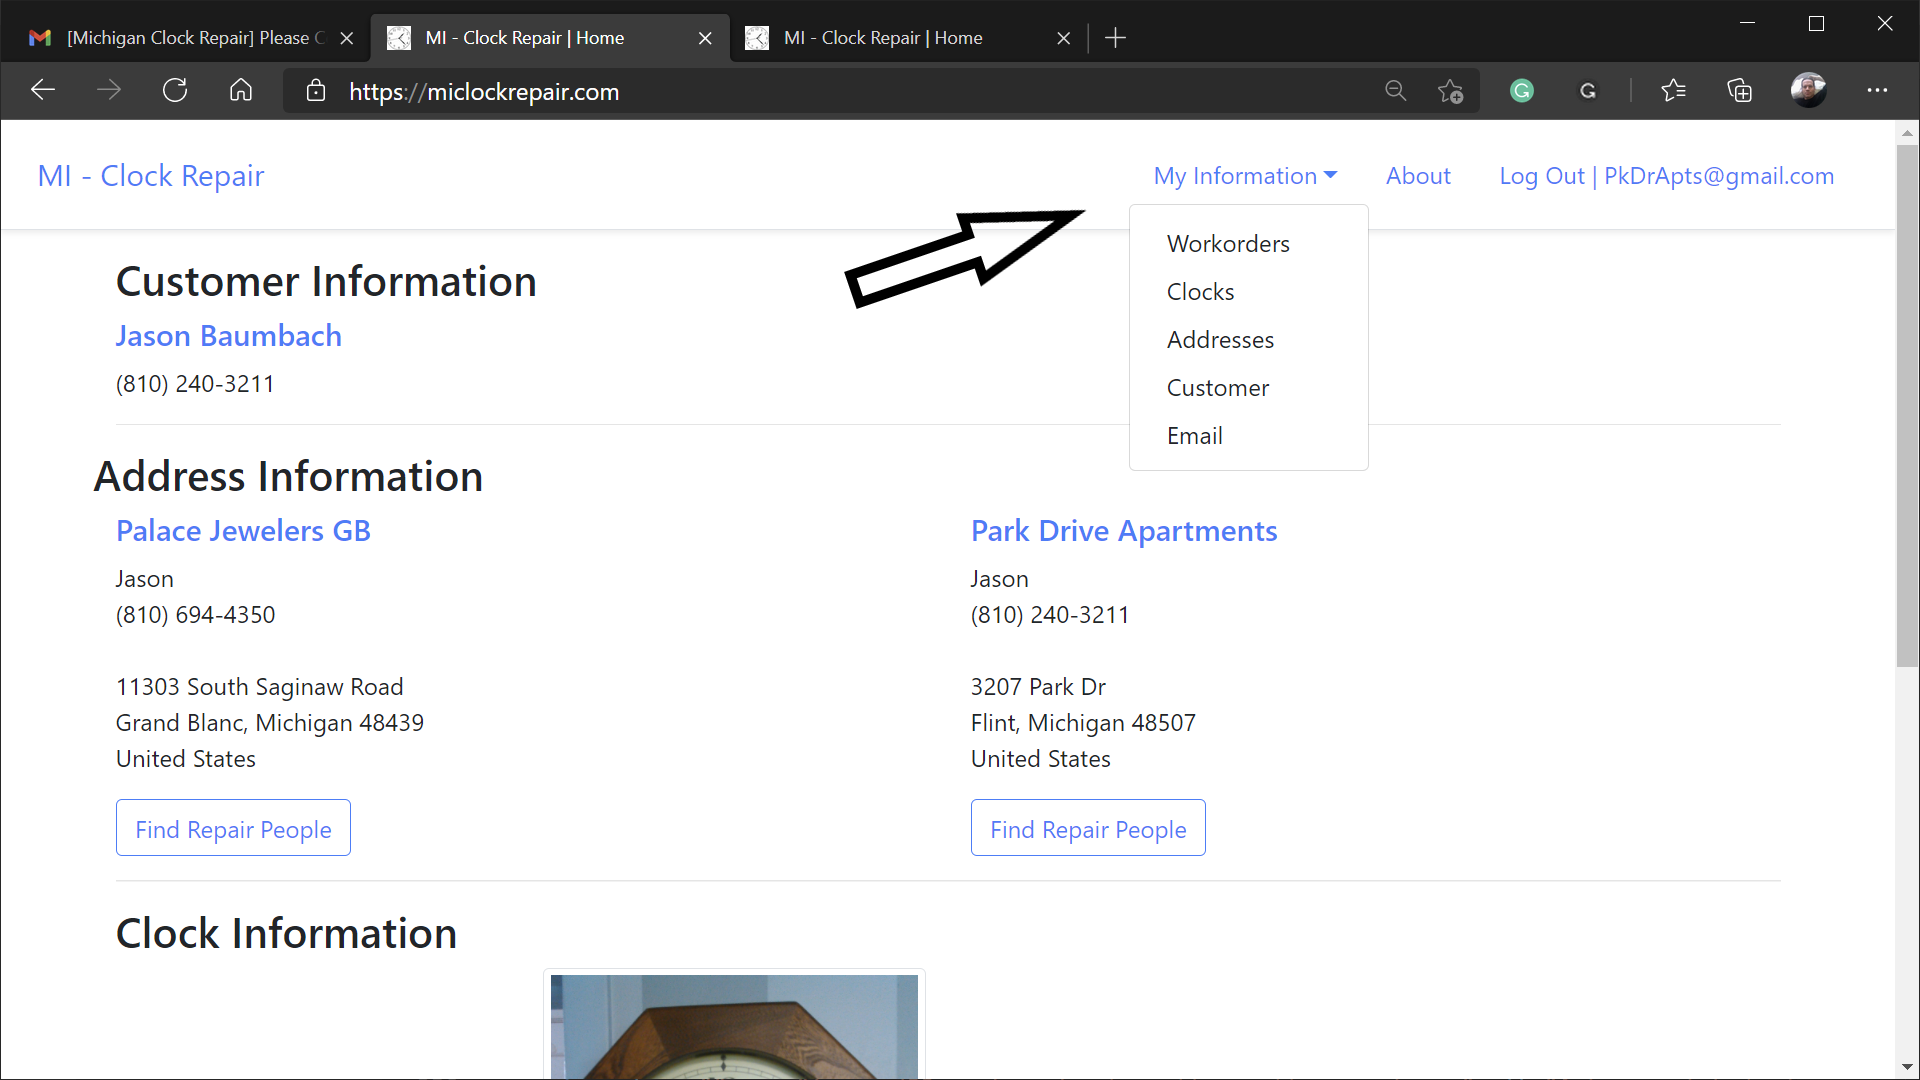 [Michigan Clock Repair] Please C
MI - Clock Repair | Home
MI - Clock Repair | Home
https://miclockrepair.com
MI - Clock Repair
My Information
About
Log Out | PkDrApts@gmail.com
Workorders
Clocks
Addresses
Customer
Email
Customer Information
Jason Baumbach
(810) 240-3211
Address Information
Palace Jewelers GB
Jason
(810) 694-4350
11303 South Saginaw Road
Grand Blanc, Michigan 48439
United States
Find Repair People
Park Drive Apartments
Jason
(810) 240-3211
3207 Park Dr
Flint, Michigan 48507
United States
Find Repair People
Clock Information